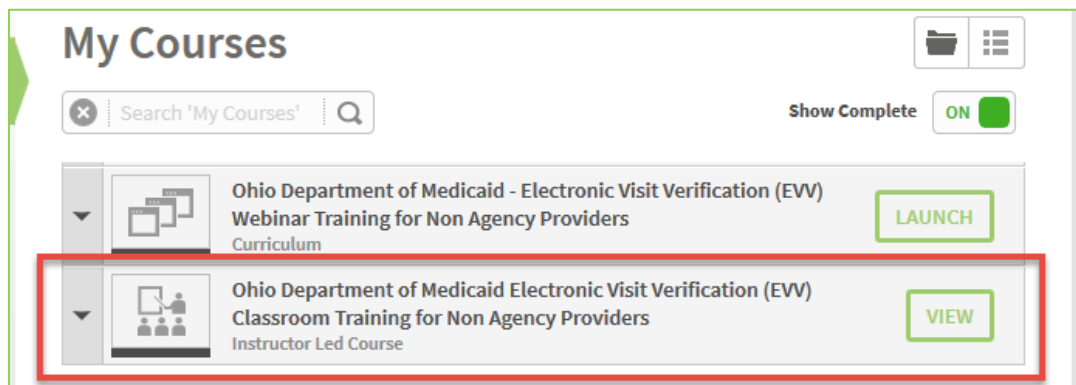 My Courses
Search 'My Courses'
Show Complete
ON
Ohio Department of Medicaid - Electronic Visit Verification (EVV)
Webinar Training for Non Agency Providers
Curriculum
LAUNCH
Ohio Department of Medicaid Electronic Visit Verification (EVV)
Classroom Training for Non Agency Providers
Instructor Led Course
VIEW